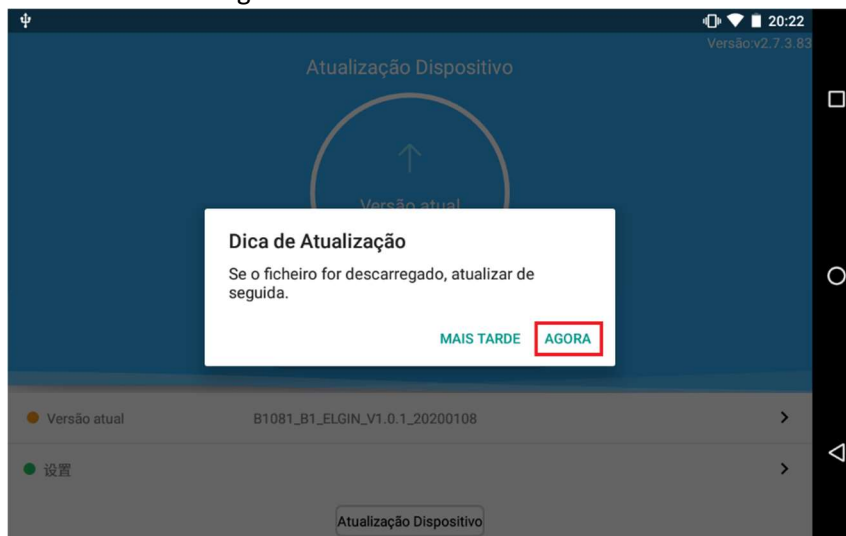 20:22
Versão:v2.7.3.83
Atualização Dispositivo
Versão atual
Dica de Atualização
Se o ficheiro for descarregado, atualizar de
seguida.
MAIS TARDE AGORA
Versão atual B1081_B1_ELGIN_V1.0.1_20200108
设置
Atualização Dispositivo